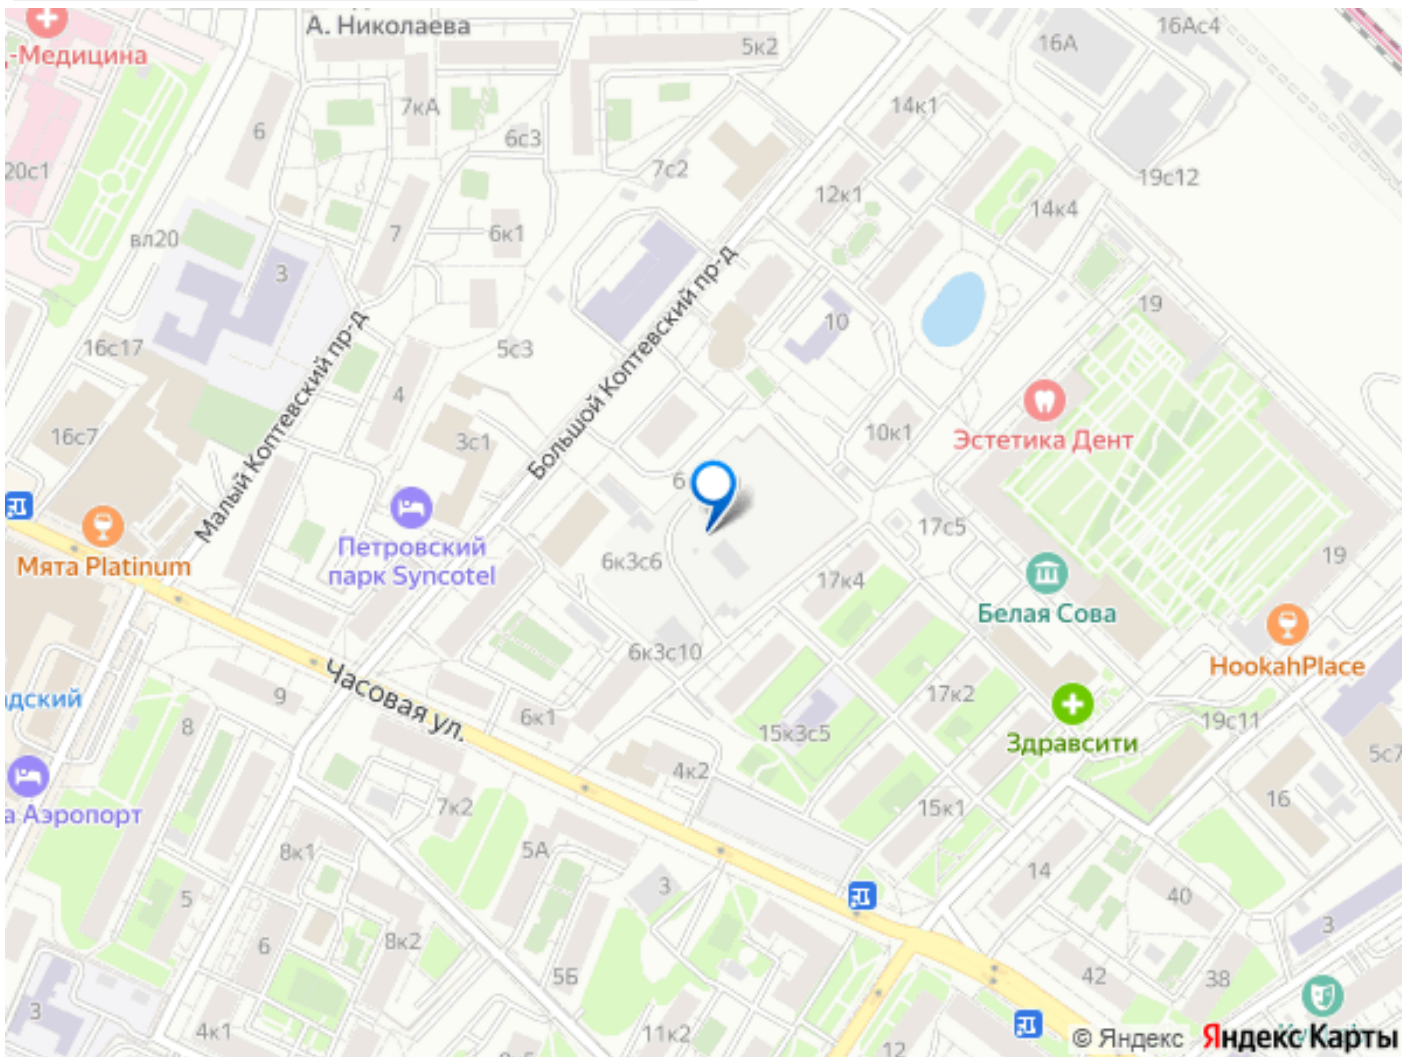 А. Николаева
-Медицина
5к2
16А
16Ас4
7кА
14к1
6
6с3
20с1
7с2
19с12
12к1
14к4
вл20
7
6к1
3
19
10
16с17
5с3
Малый Коптевский пр-д
Большой Коптевский пр-д
4
16с7
3с1
10к1
Эстетика Дент
6
17с5
Петровский
парк Syncotel
Мята Platinum
6к3с6
17к4
19
Белая Сова
6к3с10
HookahPlace
Часовая ул.
дский
9
8
6к1
17к2
15к3с5
19с11
Здравсити
5с7
4к2
а Аэропорт
7к2
15к1
16
8к1
5А
14
3
40
5
6
8к2
3
5Б
42
38
3
4к1
11к2
12
© Яндекс
Яндекс Карты